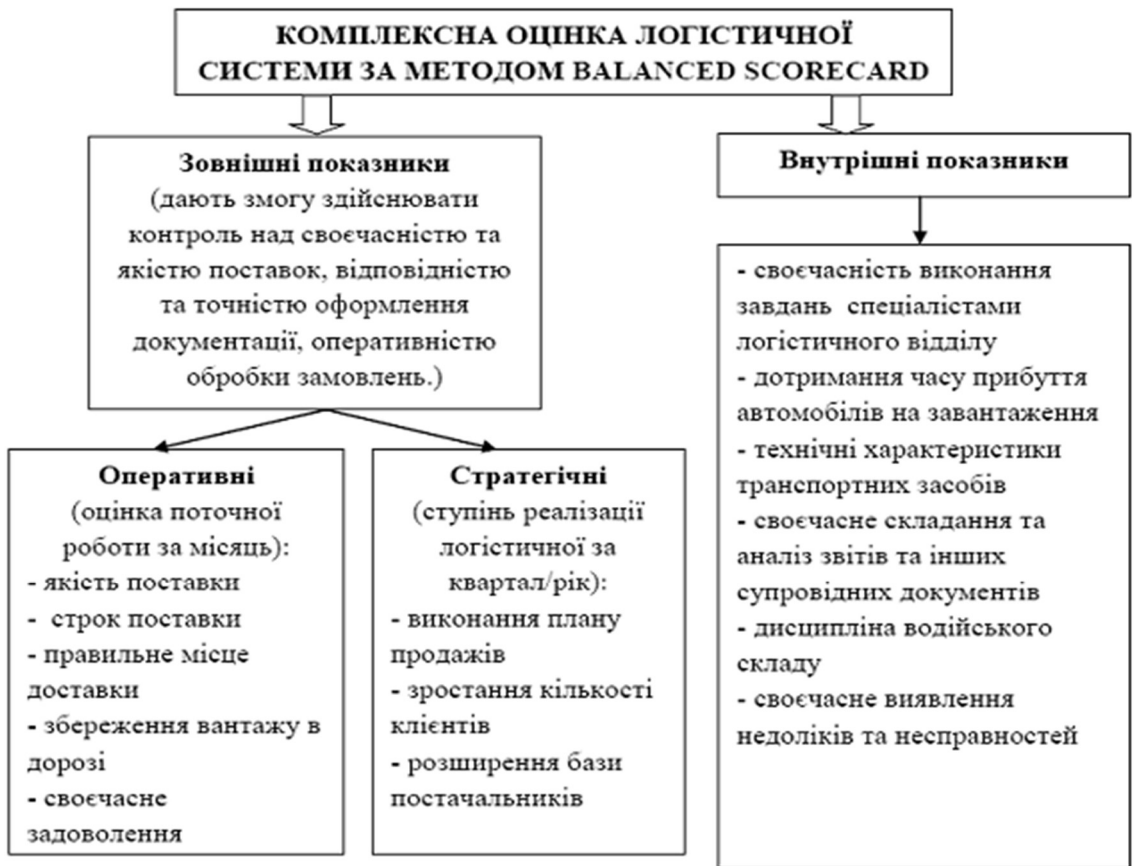 КОМПЛЕКСНА ОЦІНКА ЛОГІСТИЧНОЇ
СИСТЕМИ ЗА МЕТОДОМ BALANCED SCORECARD
Зовнішні показники
(дають змогу здійснювати
контроль над своєчасністю та
якістю поставок, відповідністю
та точністю оформлення
документації, оперативністю
обробки замовлень.)
Оперативні
(оцінка поточної
роботи за місяць):
- якість поставки
- строк поставки
- правильне місце
доставки
- збереження вантажу в
дорозі
- своєчасне
задоволення
Стратегічні
(ступінь реалізації
логістичної за
квартал/рік):
- виконання плану
продажів
- зростання кількості
клієнтів
- розширення бази
постачальників
Внутрішні показники
- своєчасність виконання
завдань спеціалістами
логістичного відділу
- дотримання часу прибуття
автомобілів на завантаження
- технічні характеристики
транспортних засобів
- своєчасне складання та
аналіз звітів та інших
супровідних документів
- дисципліна водійського
складу
- своєчасне виявлення
недоліків та несправностей